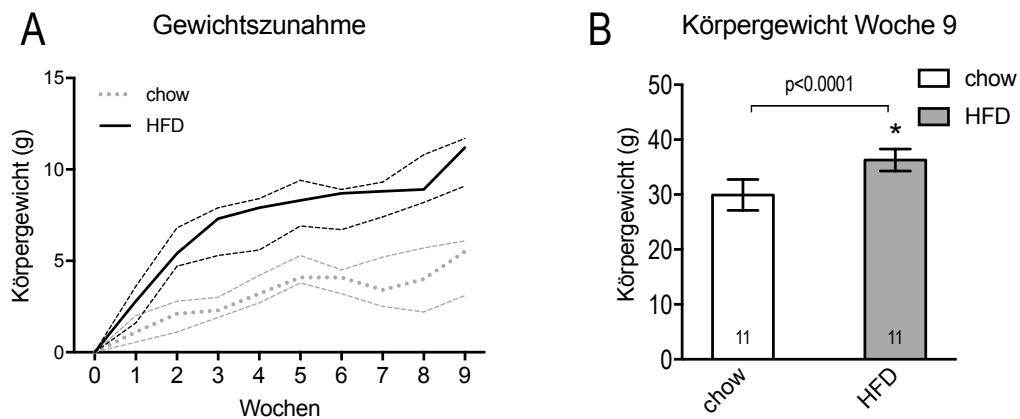 A
Gewichtszunahme
15
10
5
0
Körpergewicht (g)
chow
HFD
0 1 2 3 4 5 6 7 8 9
Wochen
B
Körpergewicht Woche 9
50
40
30
20
10
0
Körpergewicht (g)
chow
HFD
p<0.0001
*
11
11
chow
HFD